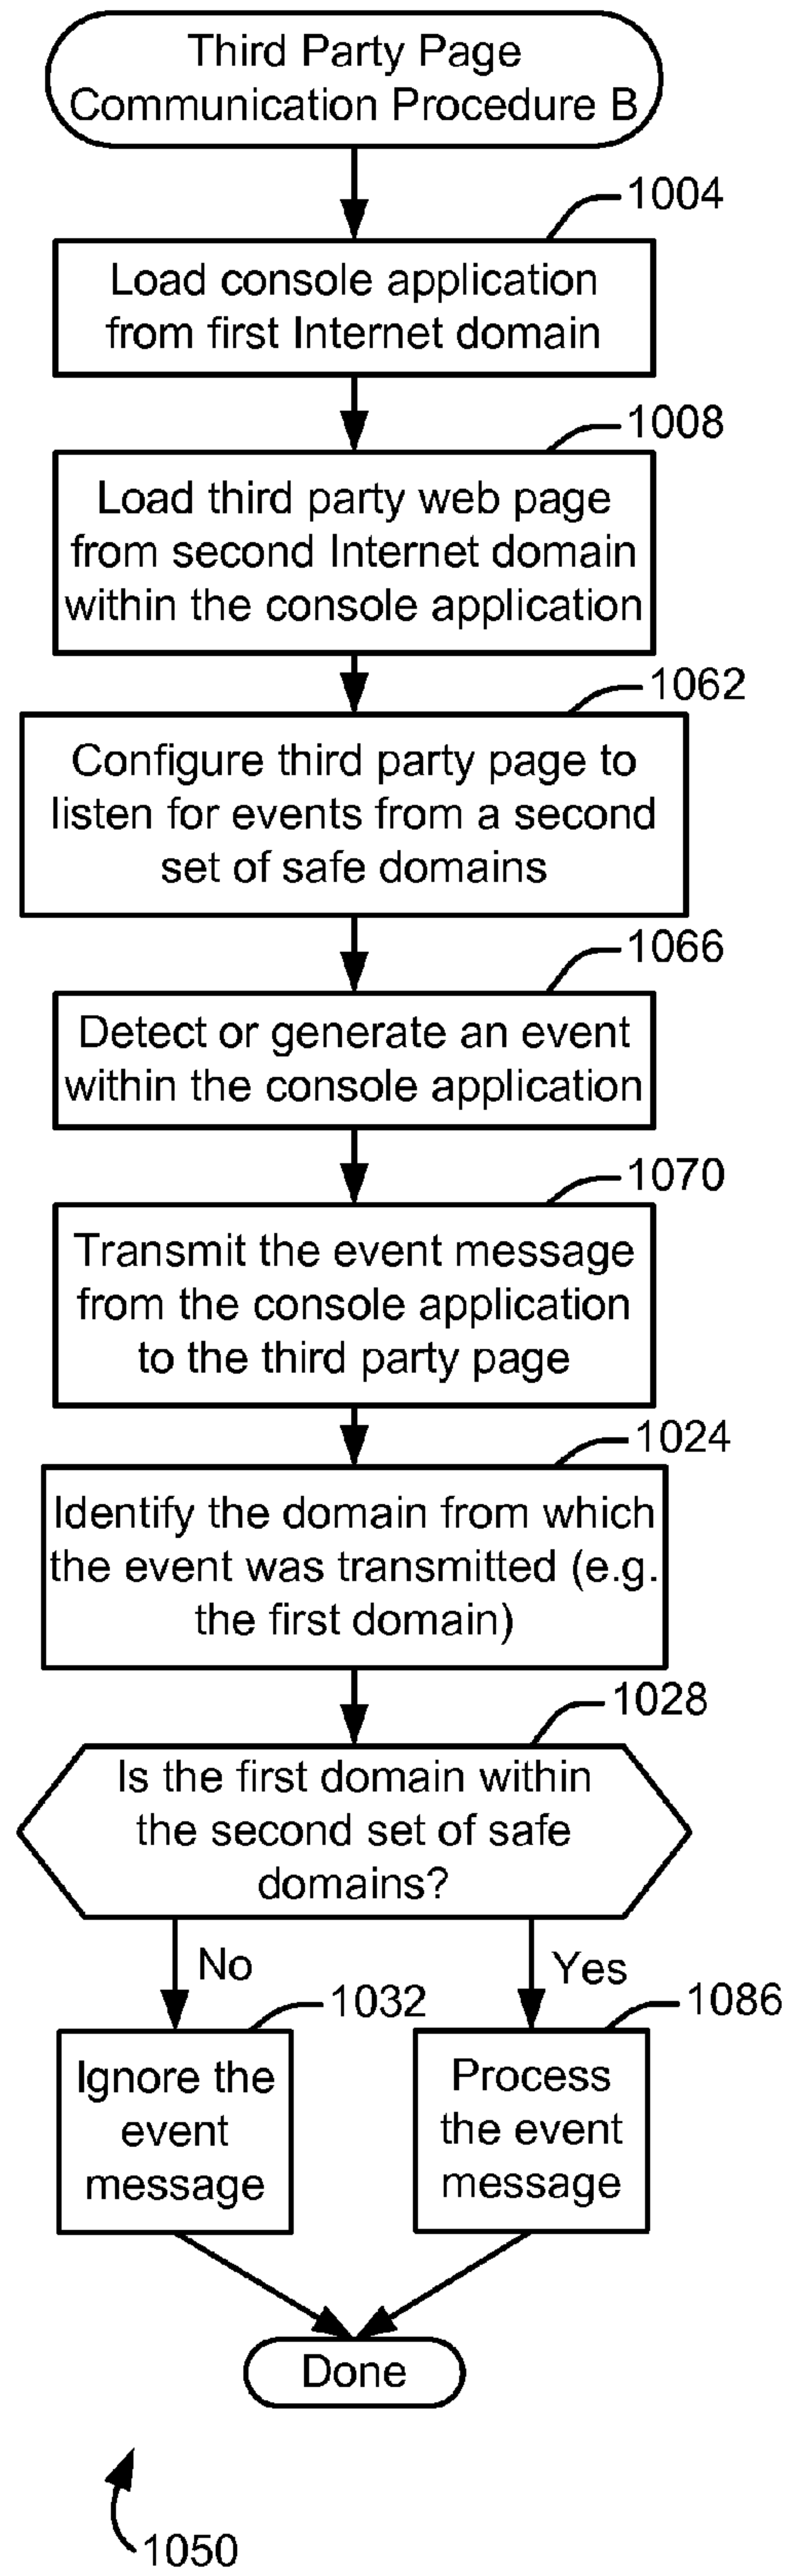 Third Party Page
Communication Procedure B
1004
Load console application
from first Internet domain
1008
Load third party web page
from second Internet domain
within the console application
1062
Configure third party page to
listen for events from a second
set of safe domains
1066
Detect or generate an event
within the console application
1070
Transmit the event message
from the console application
to the third party page
1024
Identify the domain from which
the event was transmitted (e.g.
the first domain)
1028
Is the first domain within
the second set of safe
domains?
No
Yes
1032
1086
Ignore the
event
message
Process
the event
message
Done
1050